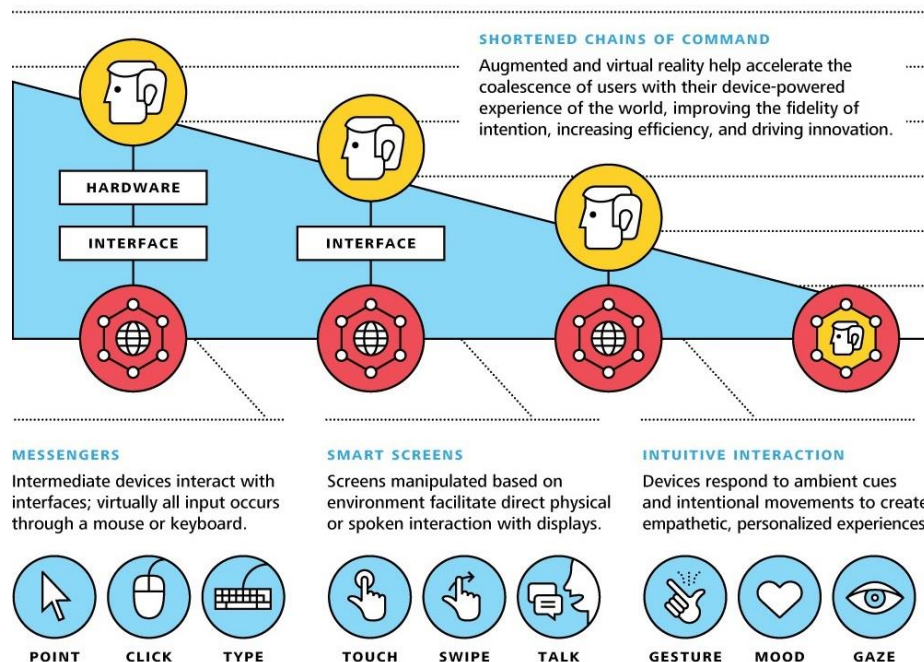 SHORTENED CHAINS OF COMMAND
Augmented and virtual reality help accelerate the
coalescence of users with their device-powered
experience of the world, improving the fidelity of
intention, increasing efficiency, and driving innovation.
HARDWARE
INTERFACE
INTERFACE
MESSENGERS
Intermediate devices interact with
interfaces; virtually all input occurs
through a mouse or keyboard.
POINT
CLICK
TYPE
SMART SCREENS
Screens manipulated based on
environment facilitate direct physical
or spoken interaction with displays.
TOUCH
SWIPE
TALK
INTUITIVE INTERACTION
Devices respond to ambient cues
and intentional movements to create
empathetic, personalized experiences
GESTURE
MOOD
GAZE